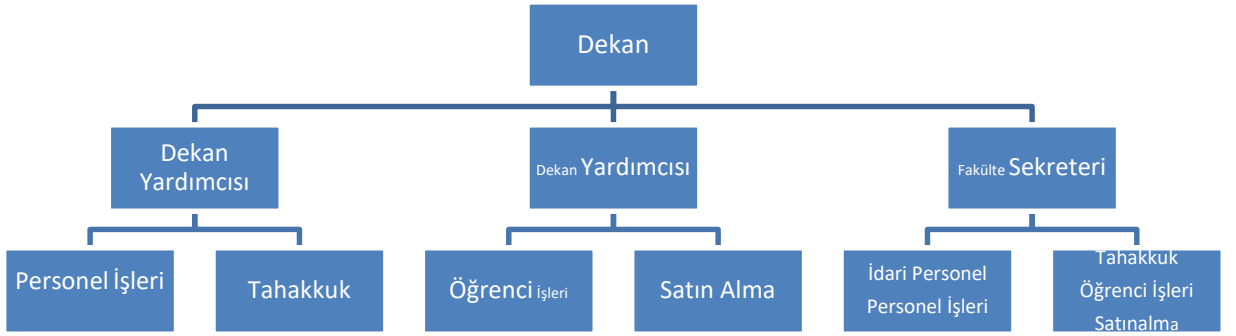 Dekan
Dekan
Yardımcısı
Dekan Yardımcısı
Fakülte Sekreteri
Personel İşleri
Tahakkuk
Öğrenci İşleri
Satın Alma
İdari Personel
Personel İşleri
Tahakkuk
Öğrenci İşleri
Satınalma